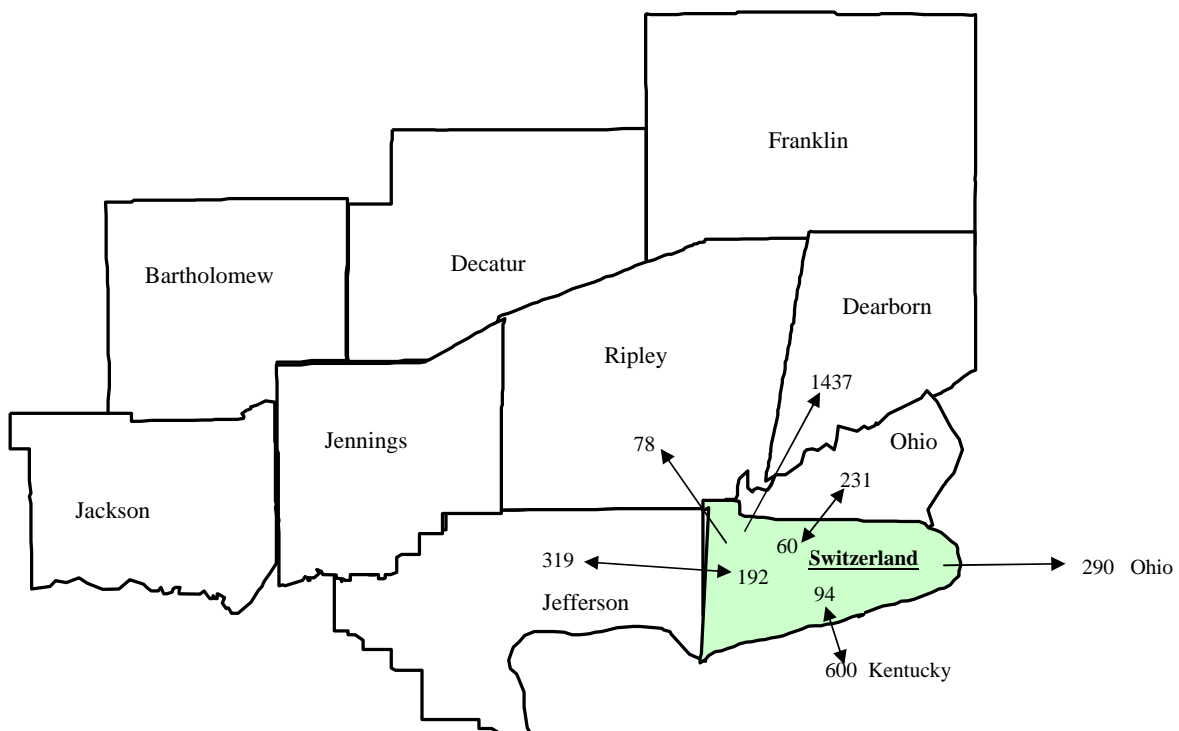 Franklin
Decatur
Bartholomew
Dearborn
Ripley
1437
Jennings
78
Ohio
231
Jackson
60
Switzerland
319
192
290 Ohio
Jefferson
94
600 Kentucky